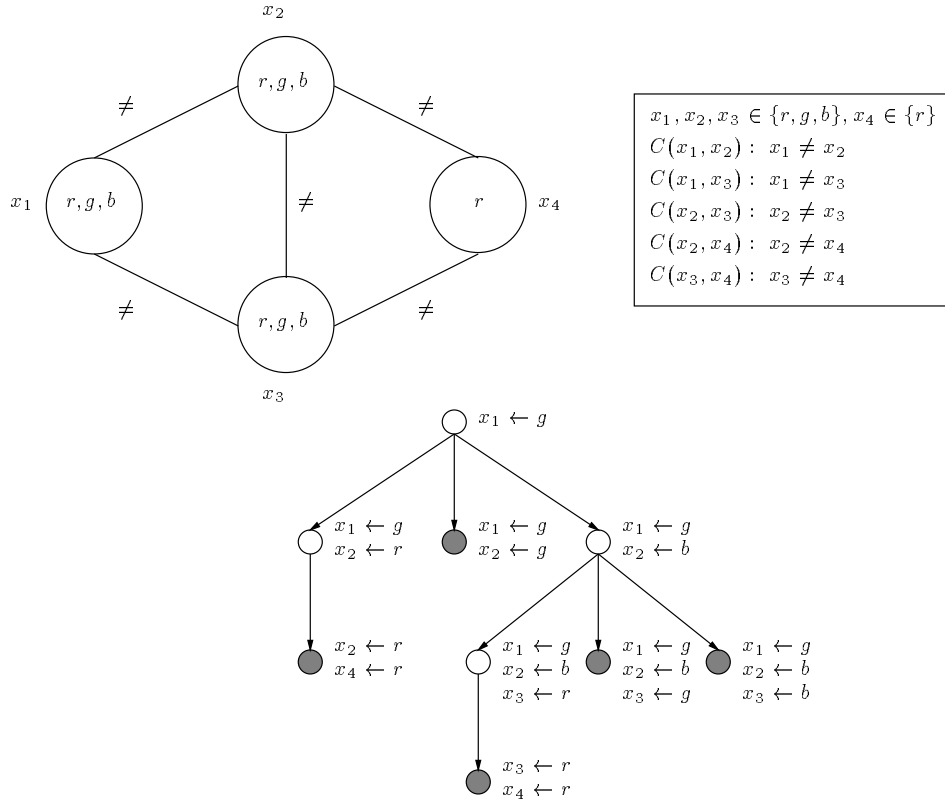 x₂
r, g, b
≠
≠
x₁
r, g, b
≠
r
x₄
≠
r, g, b
≠
x₃
x₁, x₂, x₃ ∈ {r, g, b}, x₄ ∈ {r}
C(x₁, x₂) : x₁ ≠ x₂
C(x₁, x₃) : x₁ ≠ x₃
C(x₂, x₃) : x₂ ≠ x₃
C(x₂, x₄) : x₂ ≠ x₄
C(x₃, x₄) : x₃ ≠ x₄
x₁ ← g
x₁ ← g
x₂ ← r
x₁ ← g
x₂ ← g
x₁ ← g
x₂ ← b
x₂ ← r
x₄ ← r
x₁ ← g
x₂ ← b
x₃ ← r
x₁ ← g
x₂ ← b
x₃ ← g
x₁ ← g
x₂ ← b
x₃ ← b
x₃ ← r
x₄ ← r